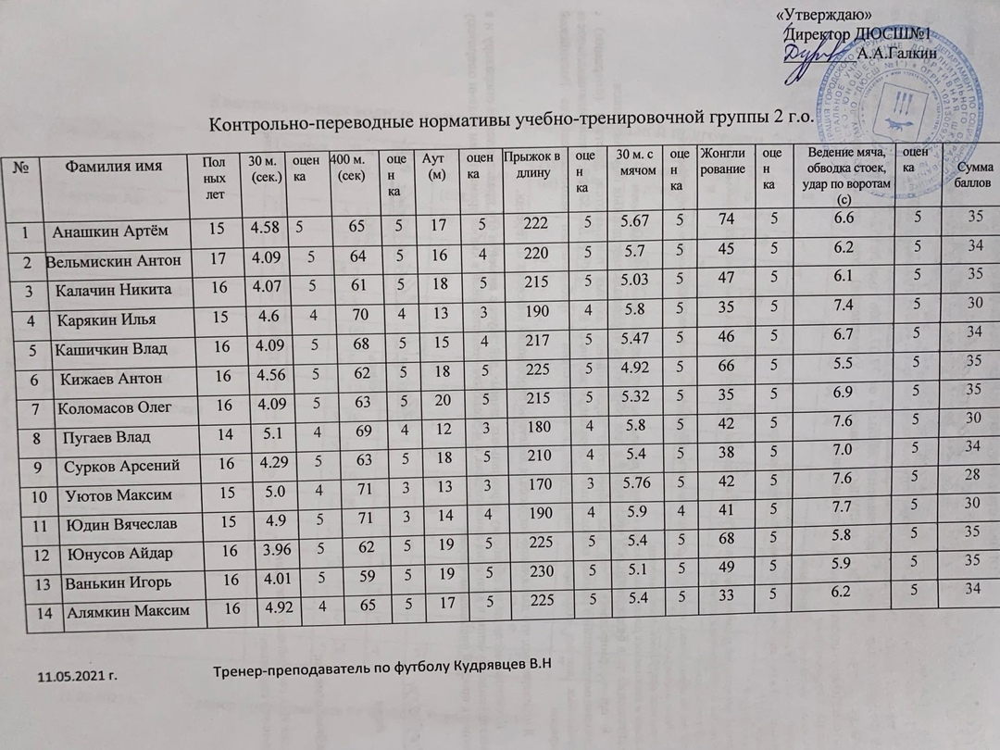 «Утверждаю»
Директор ДЮСШ№1
А.А.Галкин
Контрольно-переводные нормативы учебно-тренировочной группы 2 г.о.
№ Фамилия имя Пол ных лет 30 м. (сек.) оцен ка 400 м. (сек) оце н ка Аут (м) оцен ка Прыжок в длину оце н ка 30 м. с мячом оце н ка Жонгли рование оце н ка Ведение мяча, обводка стоек, удар по воротам (с) оцен ка Сумма баллов
1 Анашкин Артём 15 4.58 5 65 5 17 5 222 5 5.67 5 74 5 6.6 5 35
2 Вельмискин Антон 17 4.09 5 64 5 16 4 220 5 5.7 5 45 5 6.2 5 34
3 Калачин Никита 16 4.07 5 61 5 18 5 215 5 5.03 5 47 5 6.1 5 35
4 Карякин Илья 15 4.6 4 70 4 13 3 190 4 5.8 5 35 5 7.4 5 30
5 Кашичкин Влад 16 4.09 5 68 5 15 4 217 5 5.47 5 46 5 6.7 5 34
6 Кижаев Антон 16 4.56 5 62 5 18 5 225 5 4.92 5 66 5 5.5 5 35
7 Коломасов Олег 16 4.09 5 63 5 20 5 215 5 5.32 5 35 5 6.9 5 35
8 Пугаев Влад 14 5.1 4 69 4 12 3 180 4 5.8 5 42 5 7.6 5 30
9 Сурков Арсений 16 4.29 5 63 5 18 5 210 4 5.4 5 38 5 7.0 5 34
10 Уютов Максим 15 5.0 4 71 3 13 3 170 3 5.76 5 42 5 7.6 5 28
11 Юдин Вячеслав 15 4.9 5 71 3 14 4 190 4 5.9 4 41 5 7.7 5 30
12 Юнусов Айдар 16 3.96 5 62 5 19 5 225 5 5.4 5 68 5 5.8 5 35
13 Ванькин Игорь 16 4.01 5 59 5 19 5 230 5 5.1 5 49 5 5.9 5 35
14 Алямкин Максим 16 4.92 4 65 5 17 5 225 5 5.4 5 33 5 6.2 5 34
11.05.2021 г. Тренер-преподаватель по футболу Кудрявцев В.Н